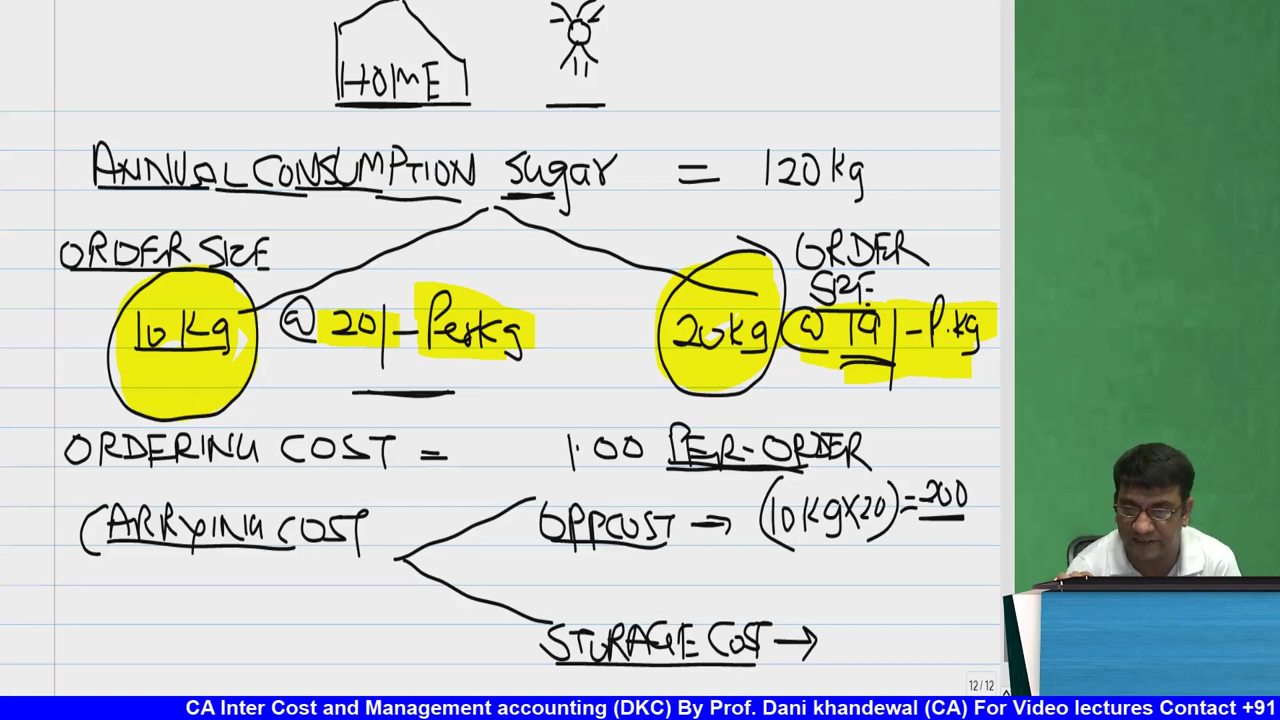 HOME
ANNUAL CONSUMPTION sugar = 120 kg
ORDER SIZE
ORDER SIZE
10 Kg @ 20/- Per kg
20 kg @ 19/- P.kg
ORDERING COST = 1.00 PER-ORDER
CARRYING COST
OPP COST → (10 Kg X 20) = 200
STORAGE COST →
12 / 12
CA Inter Cost and Management accounting (DKC) By Prof. Dani khandewal (CA) For Video lectures Contact +91